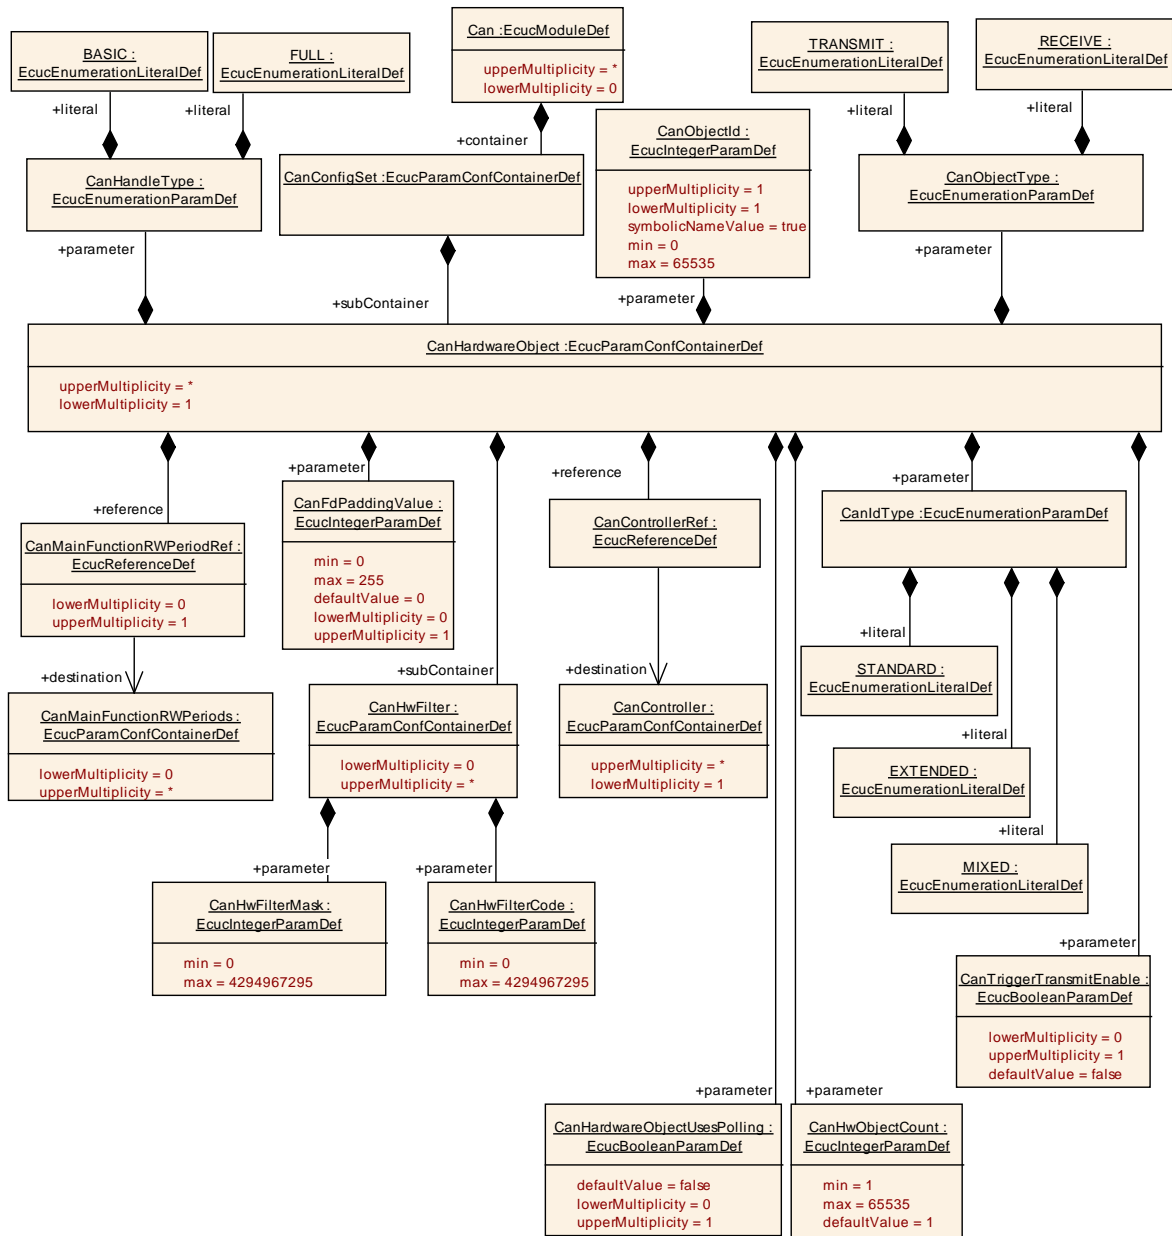 BASIC :
EcucEnumerationLiteralDef
FULL :
EcucEnumerationLiteralDef
Can :EcucModuleDef
upperMultiplicity = *
lowerMultiplicity = 0
TRANSMIT :
EcucEnumerationLiteralDef
RECEIVE :
EcucEnumerationLiteralDef
+literal
+literal
+container
+literal
+literal
CanHandleType :
EcucEnumerationParamDef
CanConfigSet :EcucParamConfContainerDef
CanObjectId :
EcucIntegerParamDef
upperMultiplicity = 1
lowerMultiplicity = 1
symbolicNameValue = true
min = 0
max = 65535
CanObjectType :
EcucEnumerationParamDef
+parameter
+subContainer
+parameter
+parameter
CanHardwareObject :EcucParamConfContainerDef
upperMultiplicity = *
lowerMultiplicity = 1
+reference
+parameter
+reference
+parameter
CanMainFunctionRWPeriodRef :
EcucReferenceDef
lowerMultiplicity = 0
upperMultiplicity = 1
CanFdPaddingValue :
EcucIntegerParamDef
min = 0
max = 255
defaultValue = 0
lowerMultiplicity = 0
upperMultiplicity = 1
CanControllerRef :
EcucReferenceDef
CanIdType :EcucEnumerationParamDef
+destination
+subContainer
+destination
+literal
CanMainFunctionRWPeriods :
EcucParamConfContainerDef
lowerMultiplicity = 0
upperMultiplicity = *
CanHwFilter :
EcucParamConfContainerDef
lowerMultiplicity = 0
upperMultiplicity = *
CanController :
EcucParamConfContainerDef
upperMultiplicity = *
lowerMultiplicity = 1
STANDARD :
EcucEnumerationLiteralDef
+literal
EXTENDED :
EcucEnumerationLiteralDef
+literal
MIXED :
EcucEnumerationLiteralDef
+parameter
+parameter
CanHwFilterMask :
EcucIntegerParamDef
min = 0
max = 4294967295
CanHwFilterCode :
EcucIntegerParamDef
min = 0
max = 4294967295
+parameter
CanTriggerTransmitEnable :
EcucBooleanParamDef
lowerMultiplicity = 0
upperMultiplicity = 1
defaultValue = false
+parameter
+parameter
CanHardwareObjectUsesPolling :
EcucBooleanParamDef
defaultValue = false
lowerMultiplicity = 0
upperMultiplicity = 1
CanHwObjectCount :
EcucIntegerParamDef
min = 1
max = 65535
defaultValue = 1